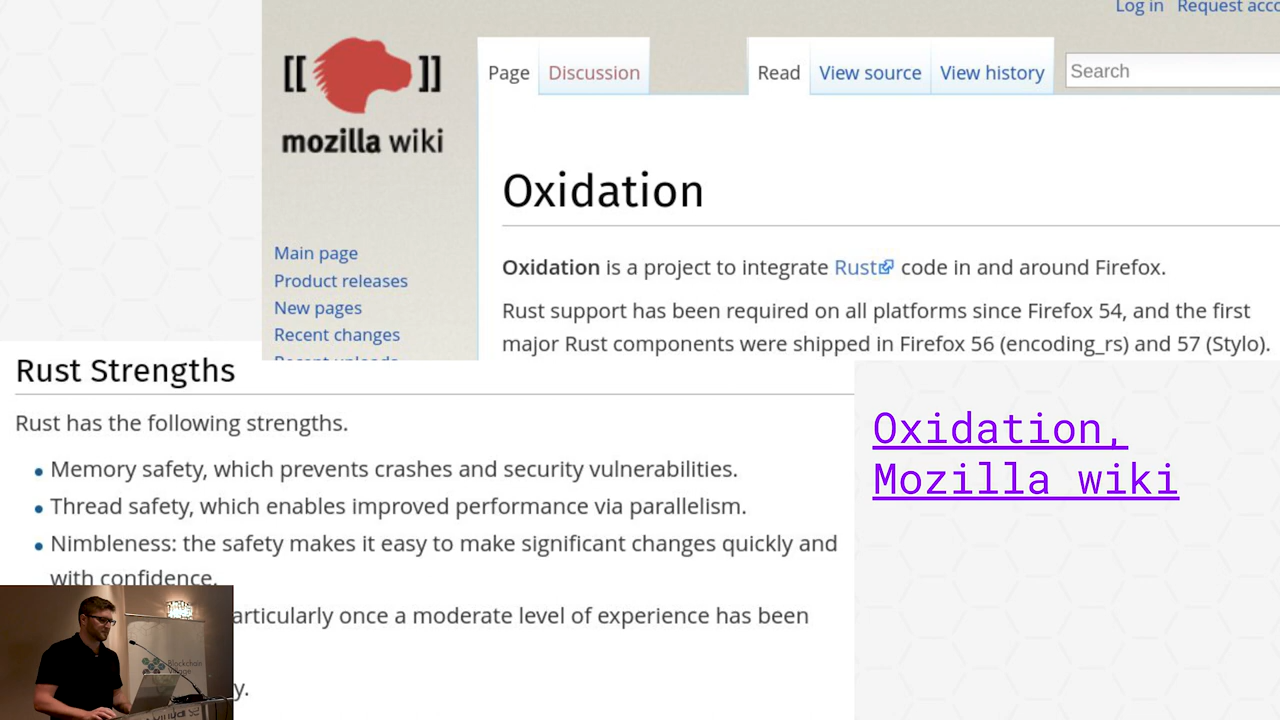 Log in Request acco
[[ ]]
mozilla wiki
Page Discussion Read View source View history Search
Oxidation
Main page
Product releases
New pages
Recent changes
Oxidation is a project to integrate Rust code in and around Firefox.
Rust support has been required on all platforms since Firefox 54, and the first
major Rust components were shipped in Firefox 56 (encoding_rs) and 57 (Stylo).
Rust Strengths
Rust has the following strengths.
• Memory safety, which prevents crashes and security vulnerabilities.
• Thread safety, which enables improved performance via parallelism.
• Nimbleness: the safety makes it easy to make significant changes quickly and
with confidence.
articularly once a moderate level of experience has been
y.
Oxidation,
Mozilla wiki
Blockchain
Village